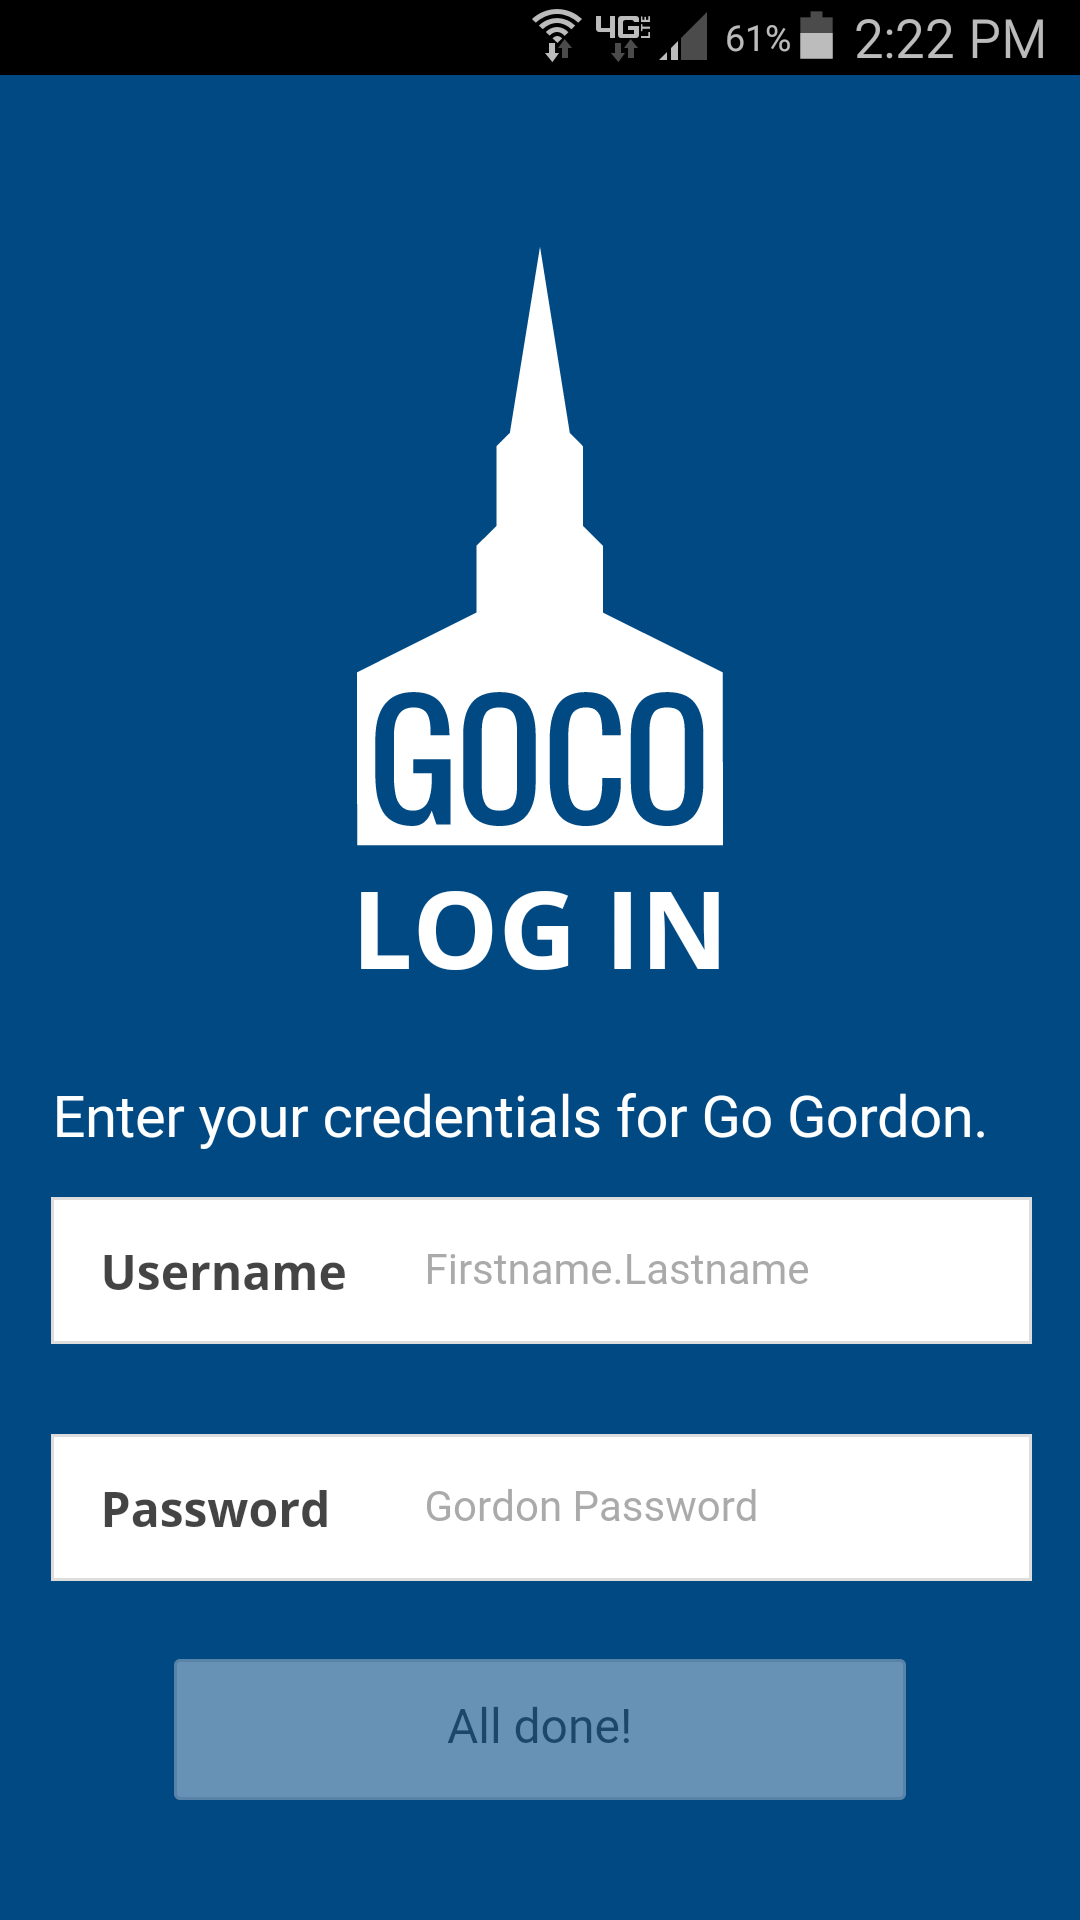 4G LTE 61% 2:22 PM
GOCO
LOG IN
Enter your credentials for Go Gordon.
Username Firstname.Lastname
Password Gordon Password
All done!